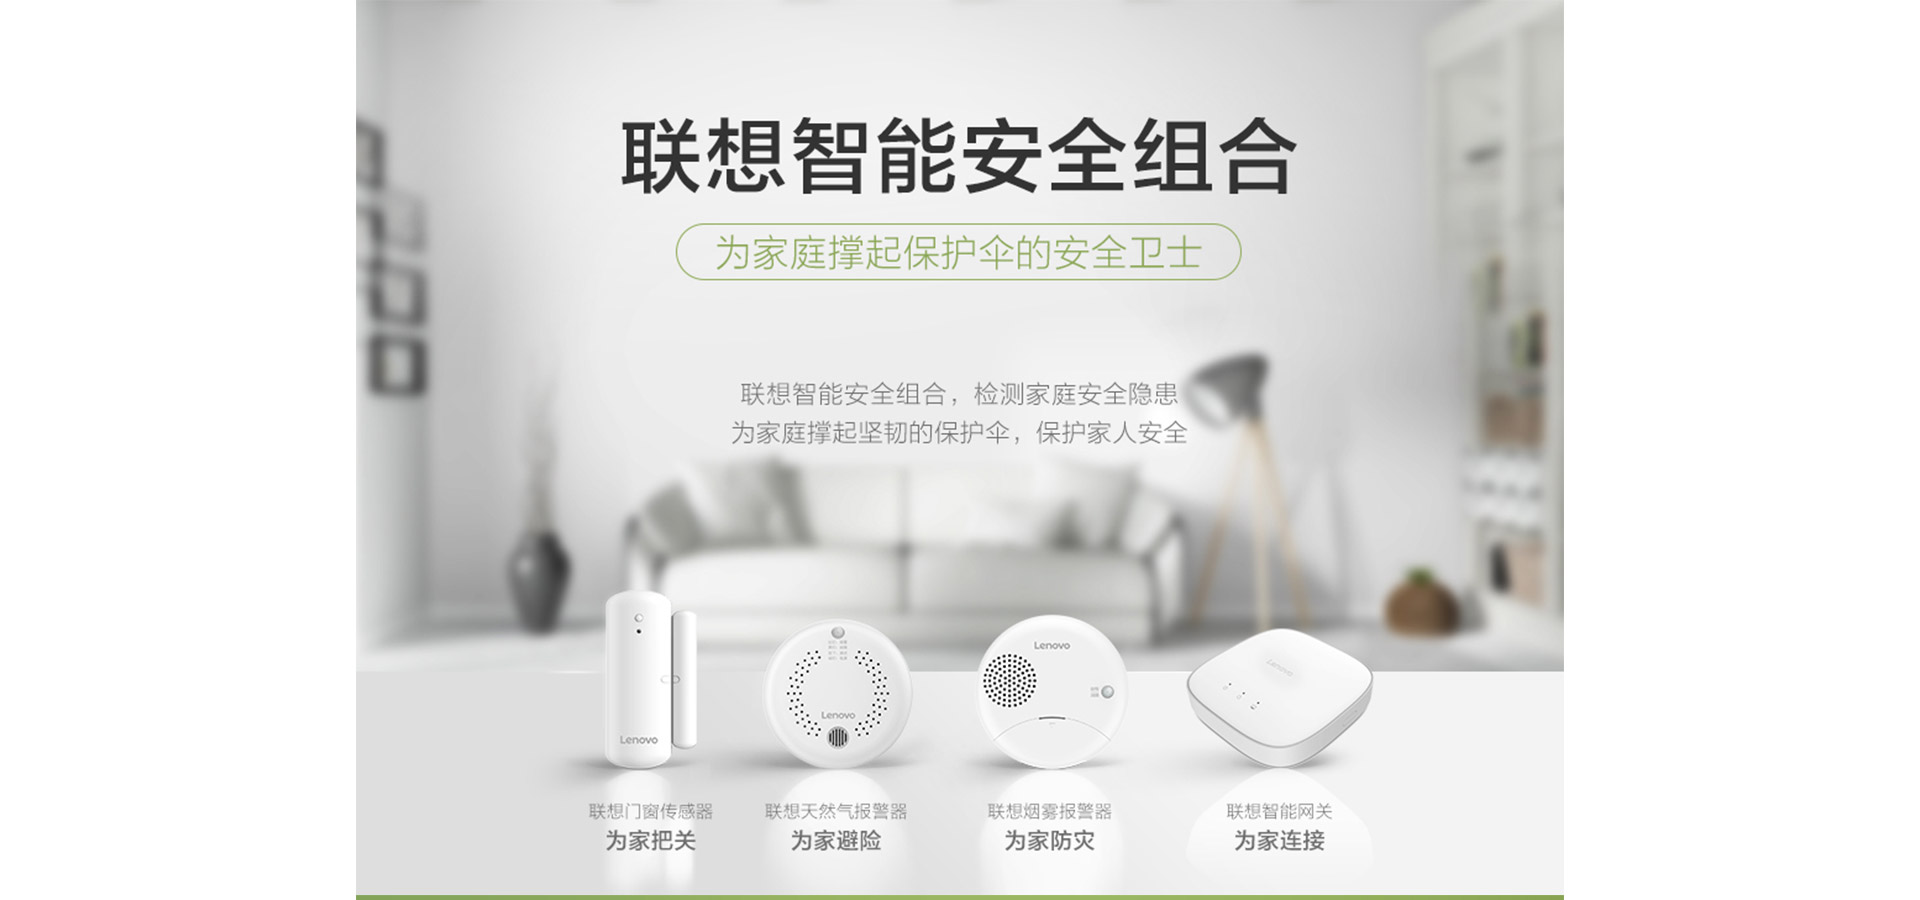 联想智能安全组合
为家庭撑起保护伞的安全卫士
联想智能安全组合，检测家庭安全隐患
为家庭撑起坚韧的保护伞，保护家人安全
Lenovo
Lenovo
Lenovo
Lenovo
联想门窗传感器
联想天然气报警器
联想烟雾报警器
联想智能网关
为家把关
为家避险
为家防灾
为家连接